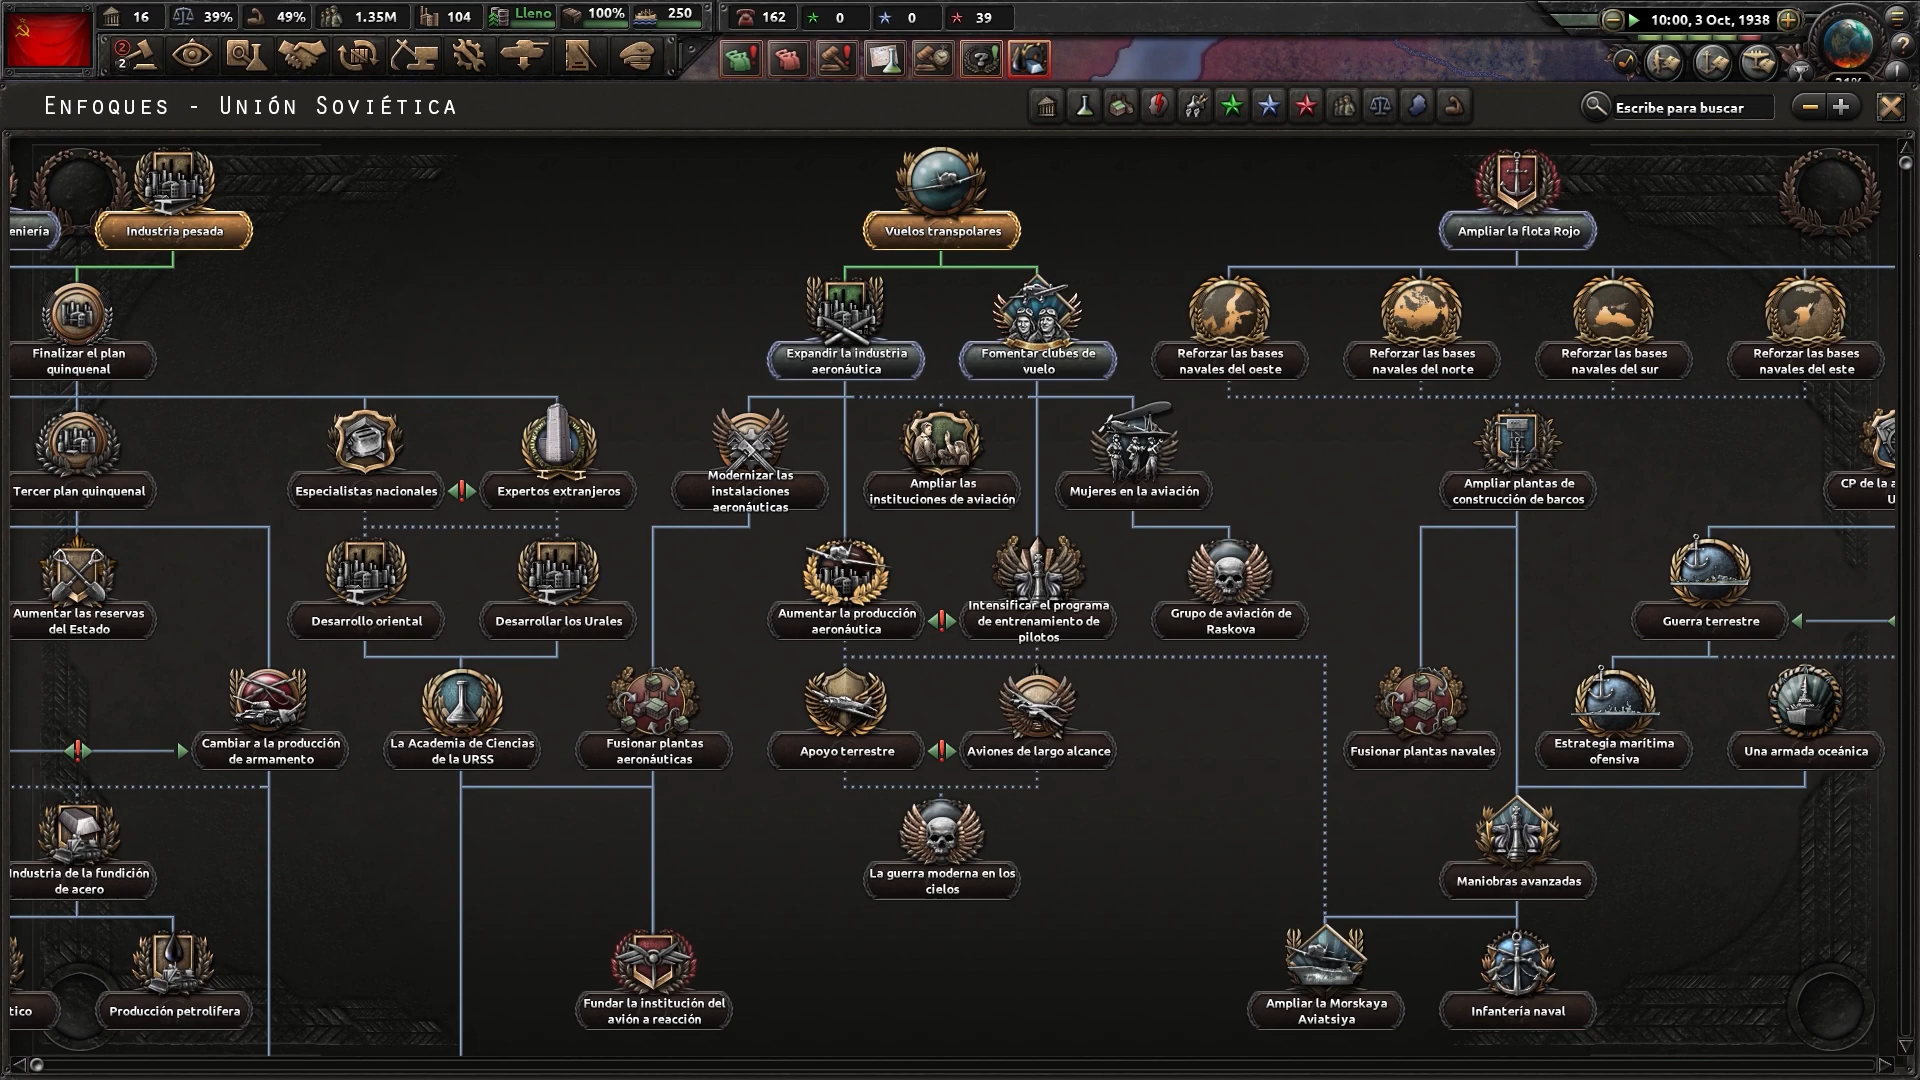 16
39%
49%
1.35M
104
Lleno
100%
250
162
0
0
39
10:00, 3 Oct, 1938
2
2
Enfoques - Unión Soviética
Escribe para buscar
eniería
Industria pesada
Vuelos transpolares
Ampliar la flota Rojo
Finalizar el plan
quinquenal
Expandir la industria
aeronáutica
Fomentar clubes de
vuelo
Reforzar las bases
navales del oeste
Reforzar las bases
navales del norte
Reforzar las bases
navales del sur
Reforzar las bases
navales del este
Tercer plan quinquenal
Especialistas nacionales
Expertos extranjeros
Modernizar las
instalaciones
aeronáuticas
Ampliar las
instituciones de aviación
Mujeres en la aviación
Ampliar plantas de
construcción de barcos
CP de la a
U
Aumentar las reservas
del Estado
Desarrollo oriental
Desarrollar los Urales
Aumentar la producción
aeronáutica
Intensificar el programa
de entrenamiento de
pilotos
Grupo de aviación de
Raskova
Guerra terrestre
Cambiar a la producción
de armamento
La Academia de Ciencias
de la URSS
Fusionar plantas
aeronáuticas
Apoyo terrestre
Aviones de largo alcance
Fusionar plantas navales
Estrategia marítima
ofensiva
Una armada oceánica
Industria de la fundición
de acero
La guerra moderna en los
cielos
Maniobras avanzadas
tico
Producción petrolífera
Fundar la institución del
avión a reacción
Ampliar la Morskaya
Aviatsiya
Infantería naval